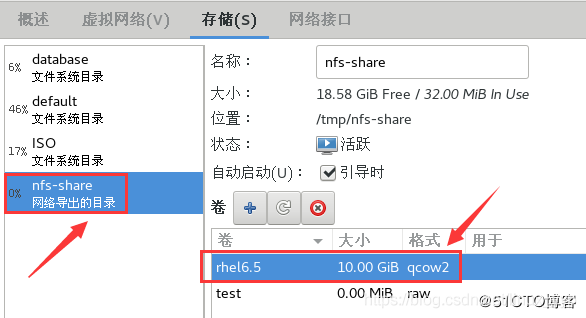 概述 虚拟网络(V) 存储(S) 网络接口
6% database
文件系统目录
46% default
文件系统目录
17% ISO
文件系统目录
0% nfs-share
网络导出的目录
名称： nfs-share
大小： 18.58 GiB Free / 32.00 MiB In Use
位置： /tmp/nfs-share
状态： 活跃
自动启动(U)： 引导时
卷
卷 大小 格式 用于
rhel6.5 10.00 GiB qcow2
test 0.00 MiB raw
@51CTO博客